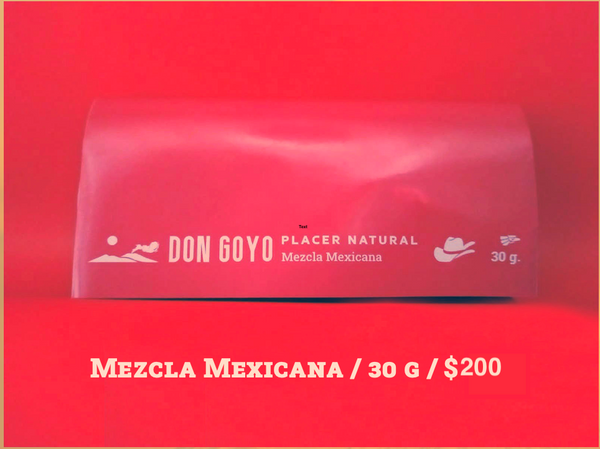 Text
DON GOYO
PLACER NATURAL
Mezcla Mexicana
30 g.
Mezcla Mexicana / 30 g / $200